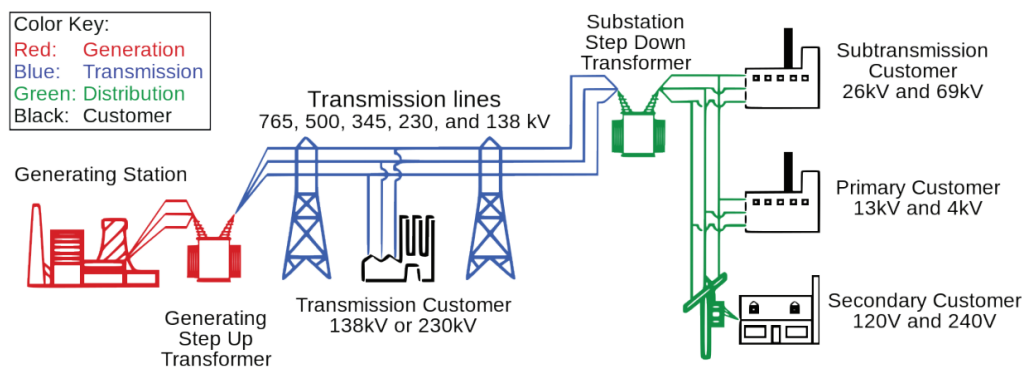 Color Key:
Red: Generation
Blue: Transmission
Green: Distribution
Black: Customer
Generating Station
Generating
Step Up
Transformer
Transmission lines
765, 500, 345, 230, and 138 kV
Transmission Customer
138kV or 230kV
Substation
Step Down
Transformer
Subtransmission
Customer
26kV and 69kV
Primary Customer
13kV and 4kV
Secondary Customer
120V and 240V